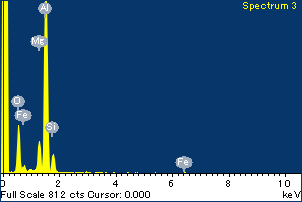 Spectrum 3
Al
Mg
O
Fe
Si
Fe
0 2 4 6 8 10
Full Scale 812 cts Cursor: 0.000 keV